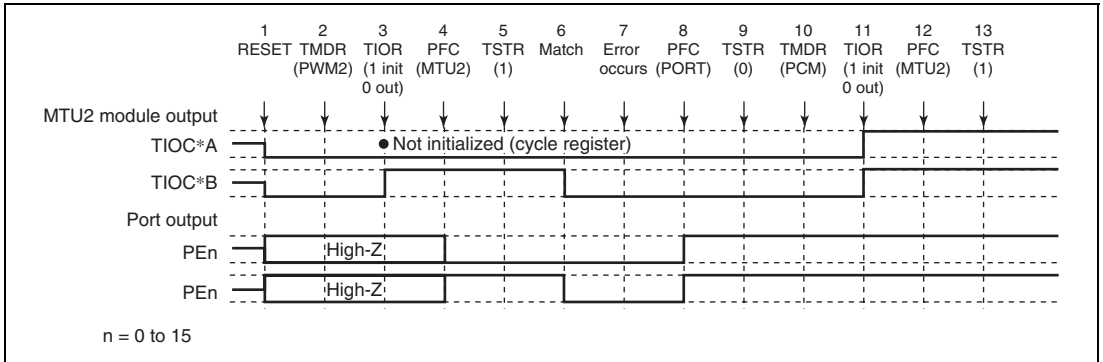 1 2 3 4 5 6 7 8 9 10 11 12 13
RESET TMDR TIOR PFC TSTR Match Error PFC TSTR TMDR TIOR PFC TSTR
(PWM2) (1 init (MTU2) (1) occurs (PORT) (0) (PCM) (1 init (MTU2) (1)
0 out) 0 out)
MTU2 module output
TIOC*A ● Not initialized (cycle register)
TIOC*B
Port output
PEn High-Z
PEn High-Z
n = 0 to 15